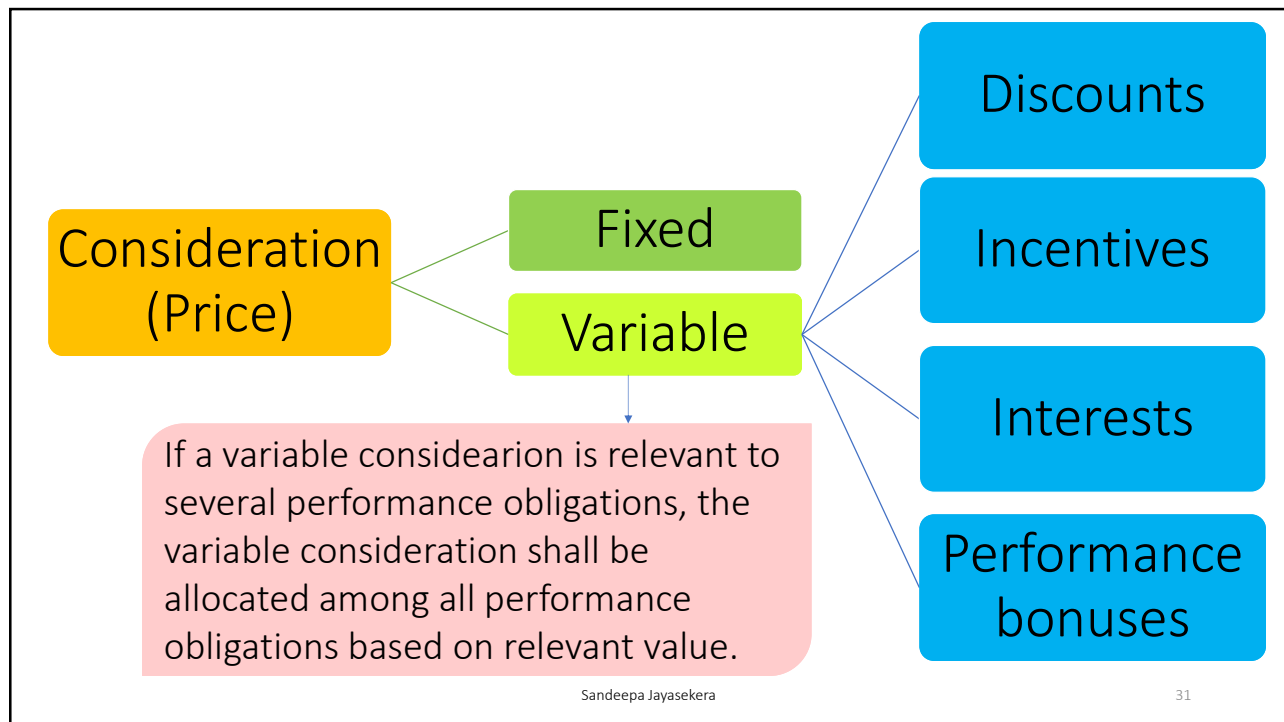 Consideration
(Price)
Fixed
Variable
If a variable considearion is relevant to
several performance obligations, the
variable consideration shall be
allocated among all performance
obligations based on relevant value.
Discounts
Incentives
Interests
Performance
bonuses
Sandeepa Jayasekera
31